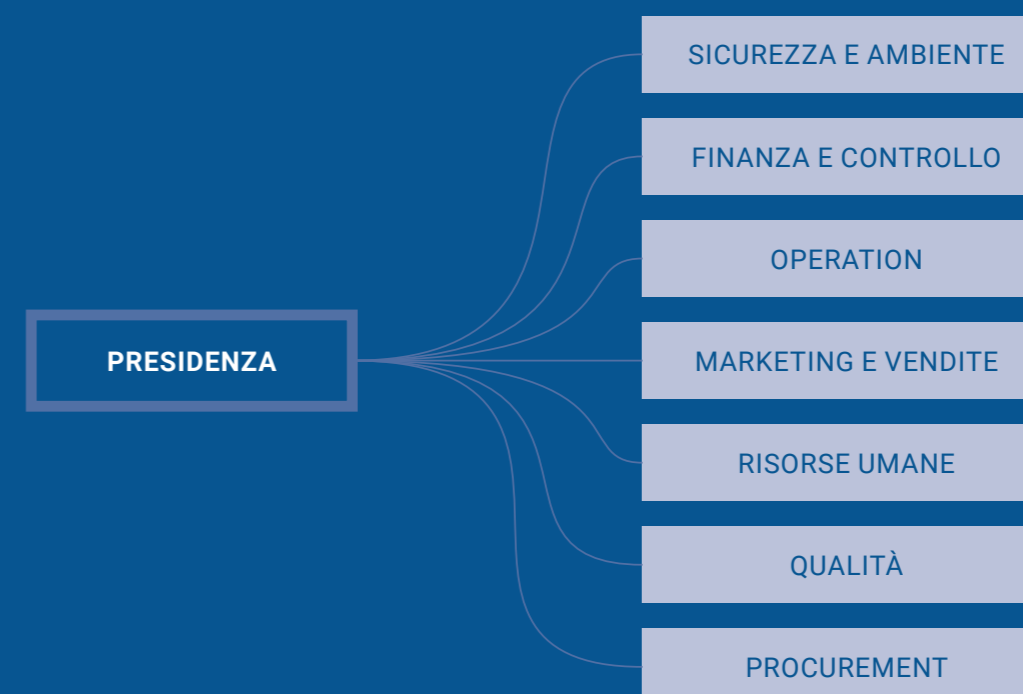 SICUREZZA E AMBIENTE
FINANZA E CONTROLLO
OPERATION
PRESIDENZA
MARKETING E VENDITE
RISORSE UMANE
QUALITÀ
PROCUREMENT